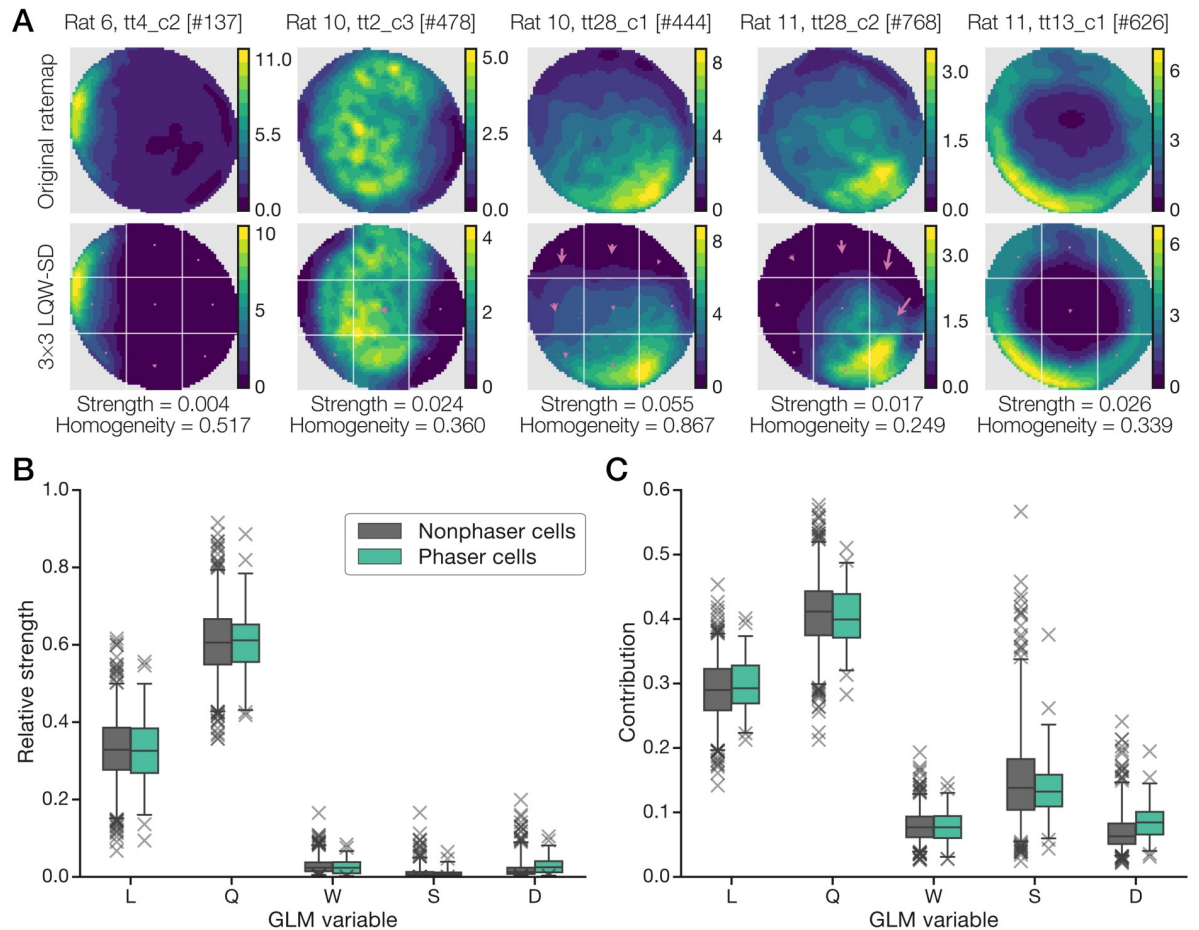 A
Rat 6, tt4_c2 [#137]
Rat 10, tt2_c3 [#478]
Rat 10, tt28_c1 [#444]
Rat 11, tt28_c2 [#768]
Rat 11, tt13_c1 [#626]
Original ratemap
11.0
5.5
0.0
5.0
2.5
0.0
8
4
0
3.0
1.5
0.0
6
4
2
0
3×3 LQW-SD
10
5
0
4
2
0
8
4
0
3.0
1.5
0.0
6
4
2
0
Strength = 0.004
Homogeneity = 0.517
Strength = 0.024
Homogeneity = 0.360
Strength = 0.055
Homogeneity = 0.867
Strength = 0.017
Homogeneity = 0.249
Strength = 0.026
Homogeneity = 0.339
B
Relative strength
1.0
0.8
0.6
0.4
0.2
0.0
Nonphaser cells
Phaser cells
L Q W S D
GLM variable
C
Contribution
0.6
0.5
0.4
0.3
0.2
0.1
0.0
L Q W S D
GLM variable